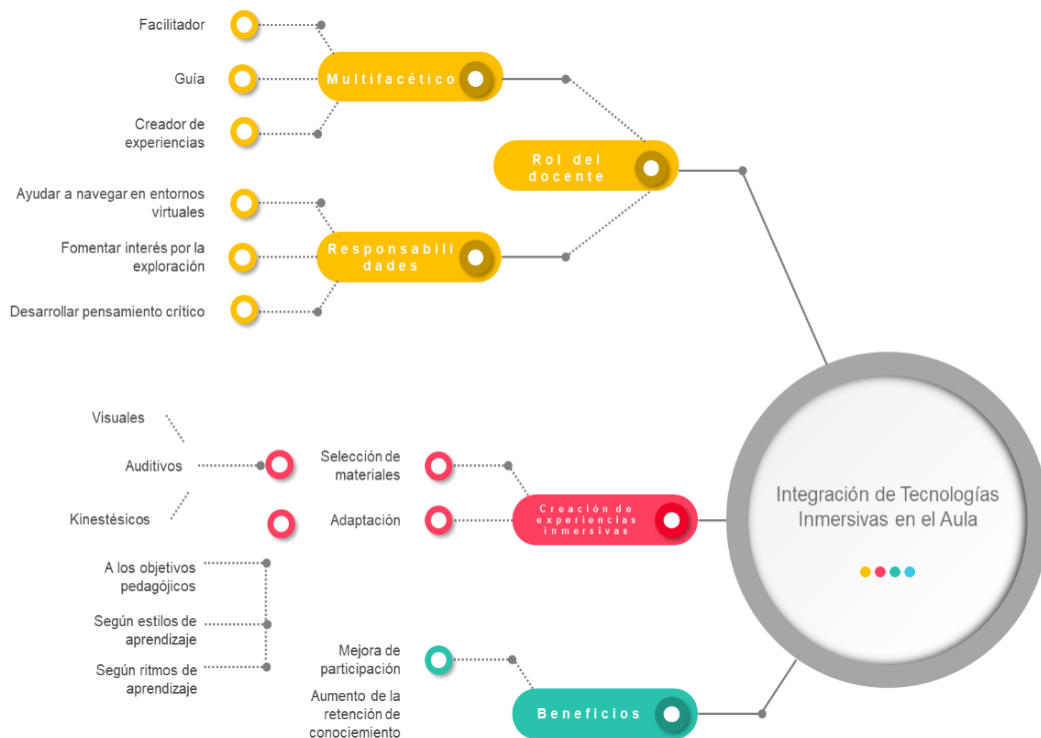 Facilitador
Guía
Creador de
experiencias
Multifacético
Rol del
docente
Ayudar a navegar en entornos
virtuales
Fomentar interés por la
exploración
Desarrollar pensamiento crítico
Responsabili
dades
Visuales
Auditivos
Kinestésicos
Selección de
materiales
Adaptación
Creación de
experiencias
inmersivas
A los objetivos
pedagójicos
Según estilos de
aprendizaje
Según ritmos de
aprendizaje
Mejora de
participación
Aumento de la
retención de
conociemiento
Beneficios
Integración de Tecnologías
Inmersivas en el Aula